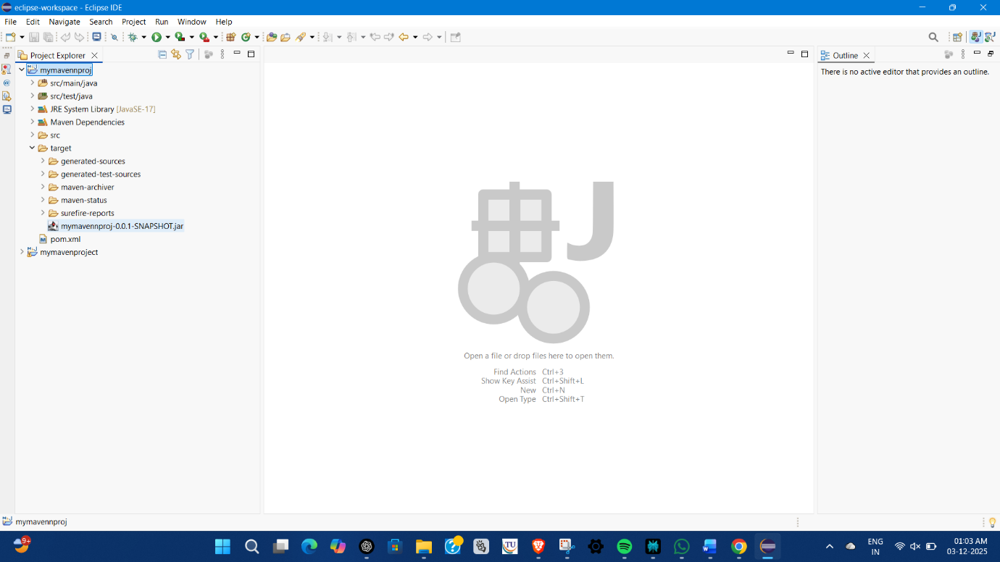 eclipse-workspace - Eclipse IDE
File Edit Navigate Search Project Run Window Help
Project Explorer
Outline
mymavennproj
There is no active editor that provides an outline.
src/main/java
src/test/java
JRE System Library [JavaSE-17]
Maven Dependencies
src
target
generated-sources
generated-test-sources
maven-archiver
maven-status
surefire-reports
mymavennproj-0.0.1-SNAPSHOT.jar
pom.xml
mymavenproject
J
Open a file or drop files here to open them.
Find Actions Ctrl+3
Show Key Assist Ctrl+Shift+L
New Ctrl+N
Open Type Ctrl+Shift+T
mymavennproj
9+
TU
ENG
IN
01:03 AM
03-12-2025